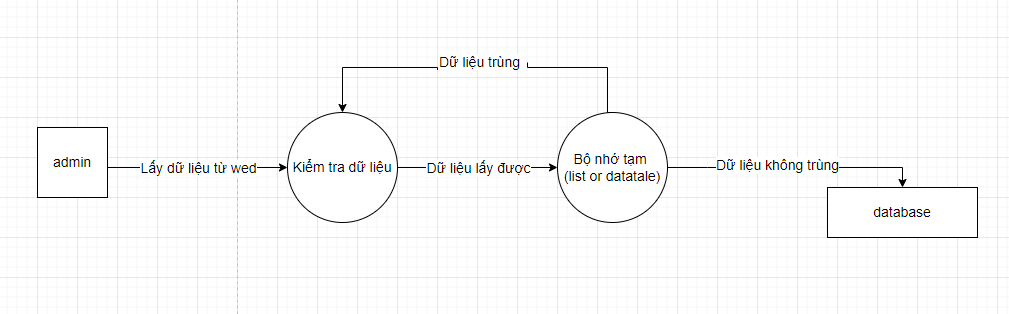 Dữ liệu trùng
admin
Lấy dữ liệu từ wed
Kiểm tra dữ liệu
Dữ liệu lấy được
Bộ nhớ tạm
(list or datatale)
Dữ liệu không trùng
database